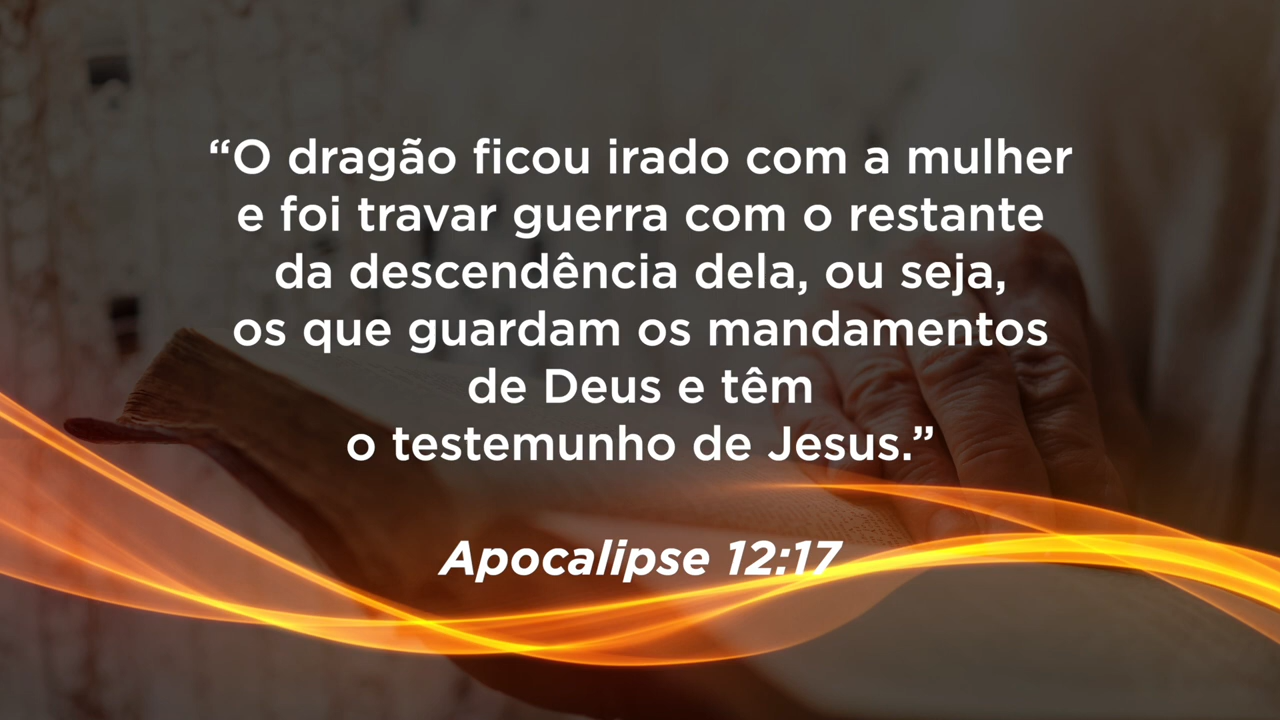 “O dragão ficou irado com a mulher
e foi travar guerra com o restante
da descendência dela, ou seja,
os que guardam os mandamentos
de Deus e têm
o testemunho de Jesus.”
Apocalipse 12:17